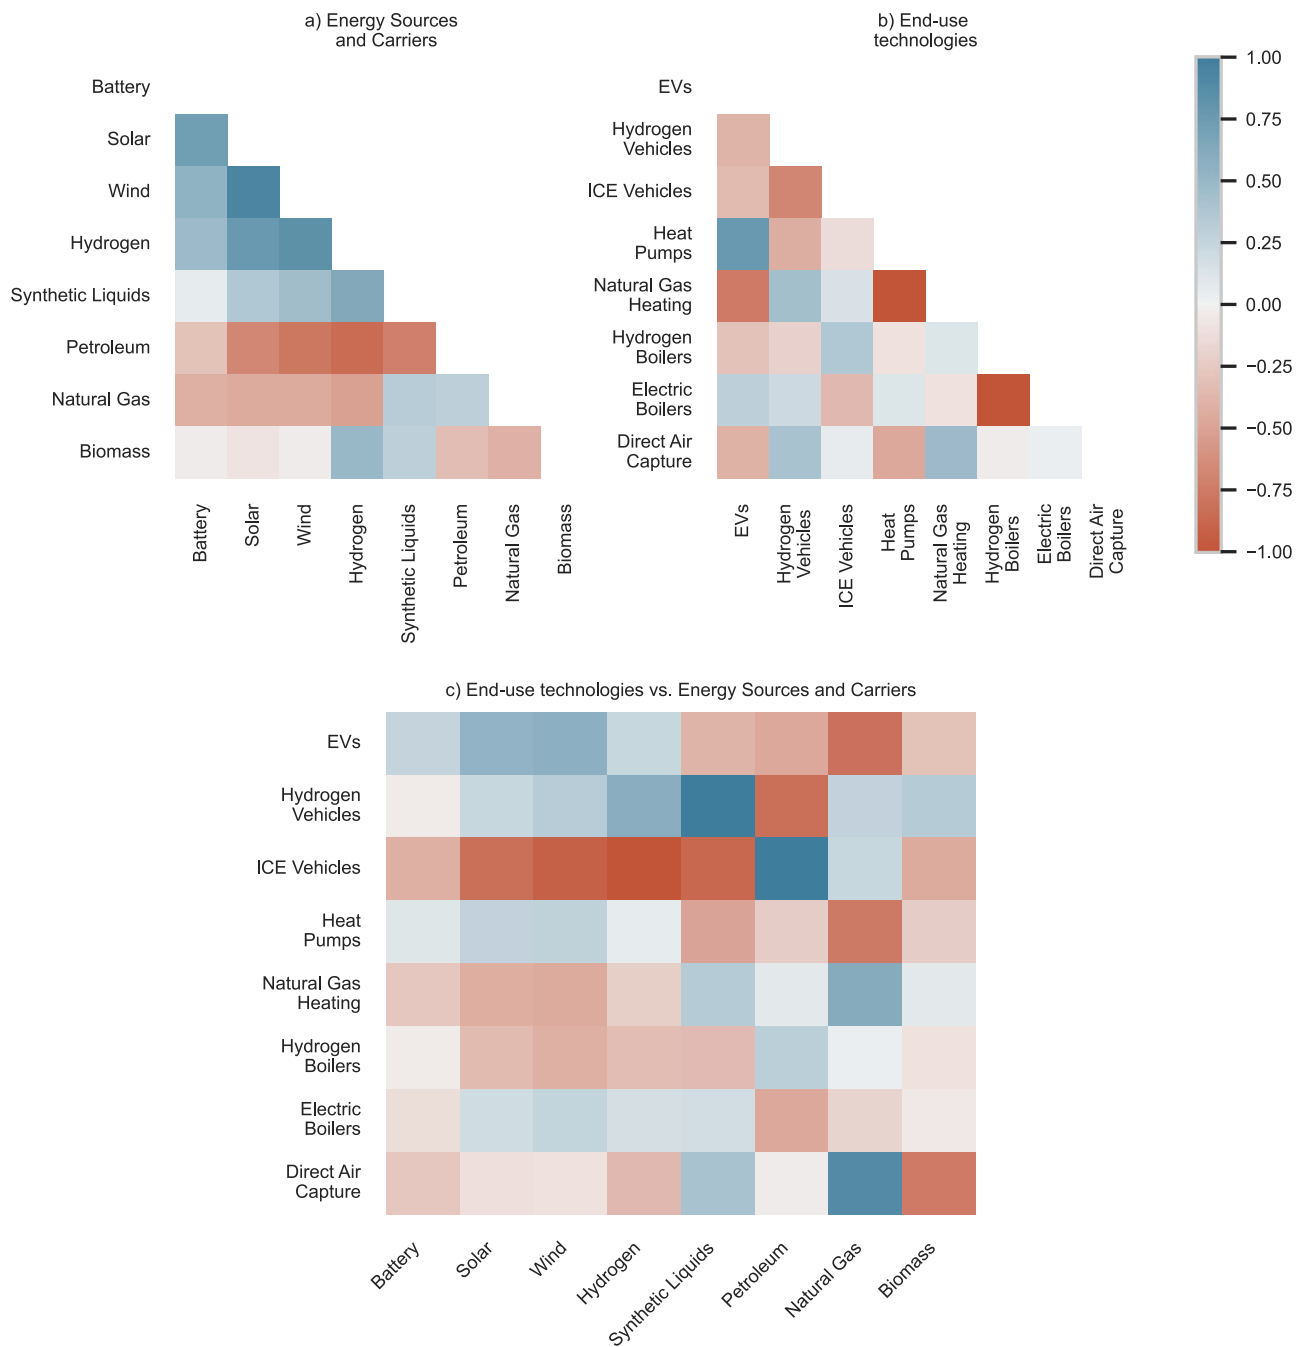 a) Energy Sources
and Carriers
b) End-use
technologies
Battery
Solar
Wind
Hydrogen
Synthetic Liquids
Petroleum
Natural Gas
Biomass
Battery
Solar
Wind
Hydrogen
Synthetic Liquids
Petroleum
Natural Gas
Biomass
EVs
Hydrogen
Vehicles
ICE Vehicles
Heat
Pumps
Natural Gas
Heating
Hydrogen
Boilers
Electric
Boilers
Direct Air
Capture
EVs
Hydrogen
Vehicles
ICE Vehicles
Heat
Pumps
Natural Gas
Heating
Hydrogen
Boilers
Electric
Boilers
Direct Air
Capture
1.00
0.75
0.50
0.25
0.00
−0.25
−0.50
−0.75
−1.00
c) End-use technologies vs. Energy Sources and Carriers
EVs
Hydrogen
Vehicles
ICE Vehicles
Heat
Pumps
Natural Gas
Heating
Hydrogen
Boilers
Electric
Boilers
Direct Air
Capture
Battery
Solar
Wind
Hydrogen
Synthetic Liquids
Petroleum
Natural Gas
Biomass